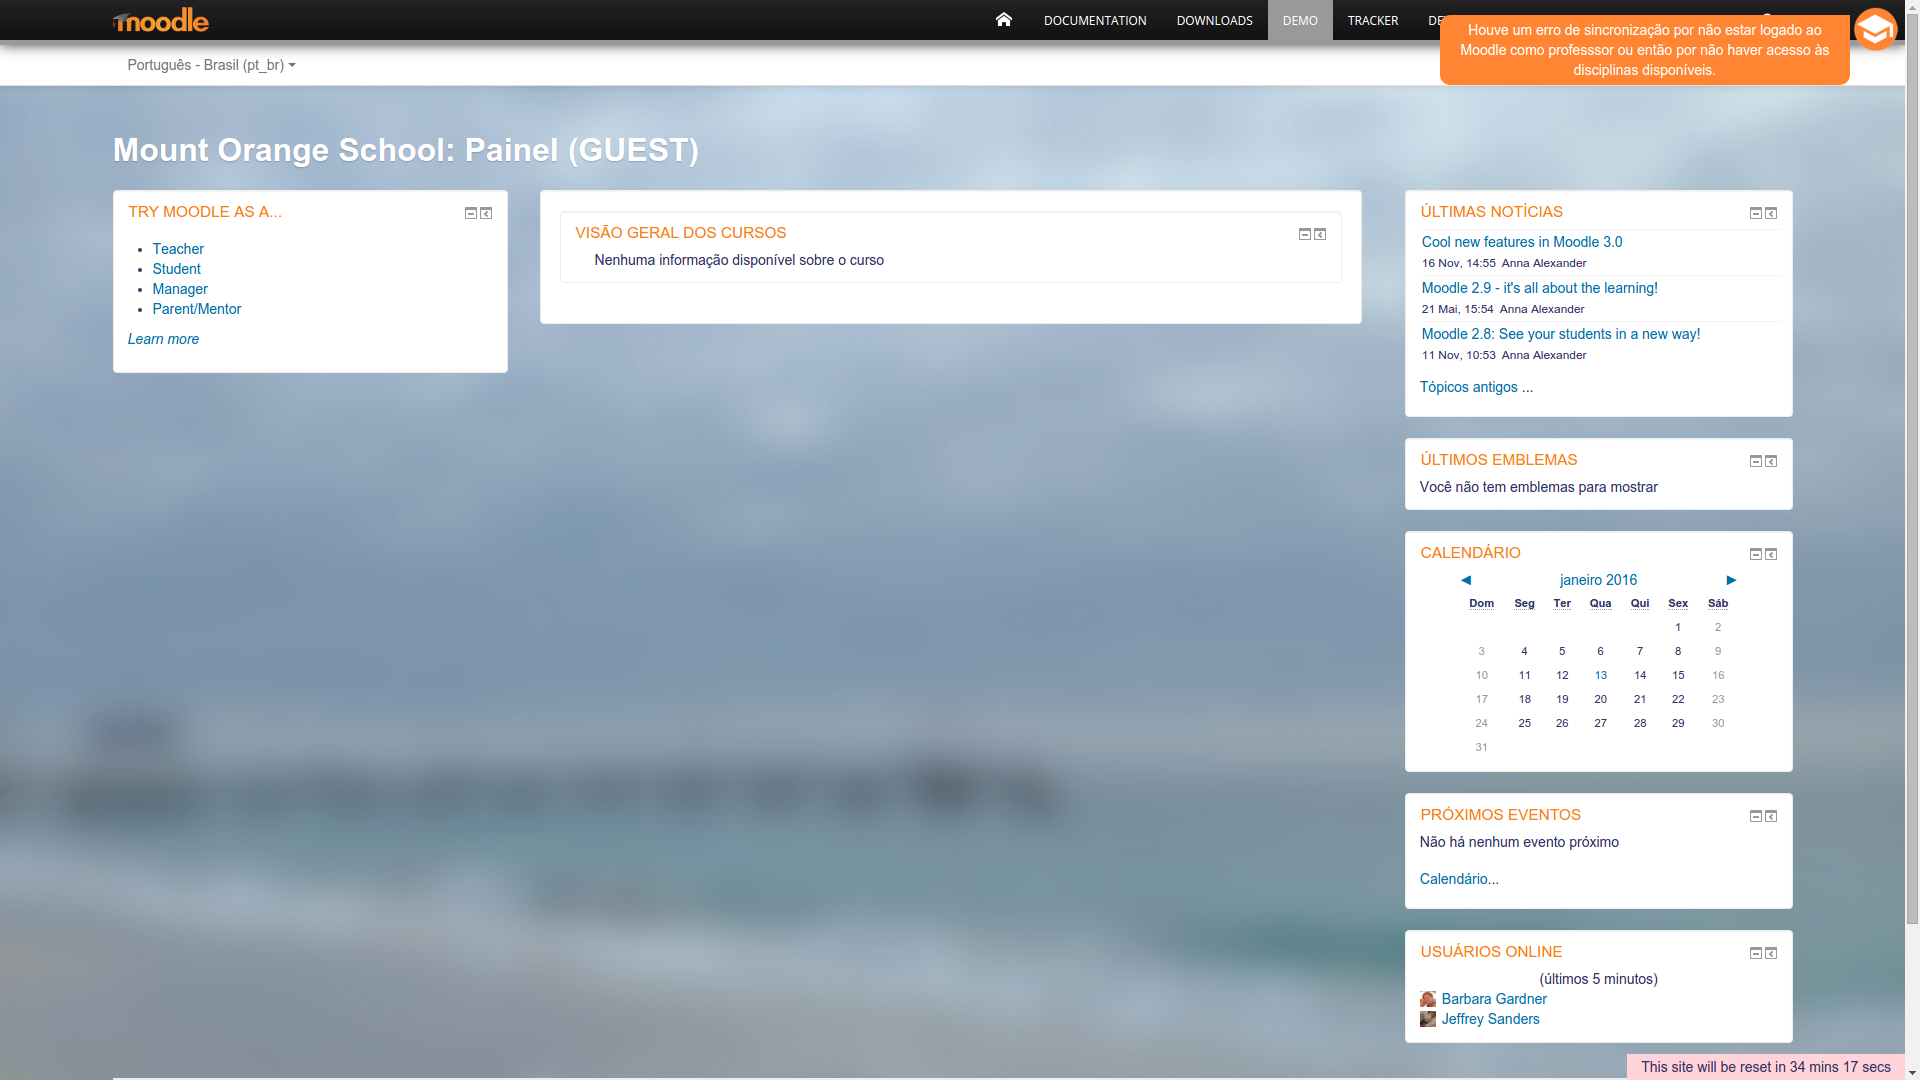 moodle
DOCUMENTATION
DOWNLOADS
DEMO
TRACKER
Houve um erro de sincronização por não estar logado ao
Moodle como professsor ou então por não haver acesso às
disciplinas disponíveis.
Português - Brasil (pt_br)
Mount Orange School: Painel (GUEST)
TRY MOODLE AS A...
Teacher
Student
Manager
Parent/Mentor
Learn more
VISÃO GERAL DOS CURSOS
Nenhuma informação disponível sobre o curso
ÚLTIMAS NOTÍCIAS
Cool new features in Moodle 3.0
16 Nov, 14:55 Anna Alexander
Moodle 2.9 - it's all about the learning!
21 Mai, 15:54 Anna Alexander
Moodle 2.8: See your students in a new way!
11 Nov, 10:53 Anna Alexander
Tópicos antigos ...
ÚLTIMOS EMBLEMAS
Você não tem emblemas para mostrar
CALENDÁRIO
◄ janeiro 2016 ►
Dom Seg Ter Qua Qui Sex Sáb
1 2
3 4 5 6 7 8 9
10 11 12 13 14 15 16
17 18 19 20 21 22 23
24 25 26 27 28 29 30
31
PRÓXIMOS EVENTOS
Não há nenhum evento próximo
Calendário...
USUÁRIOS ONLINE
(últimos 5 minutos)
Barbara Gardner
Jeffrey Sanders
This site will be reset in 34 mins 17 secs